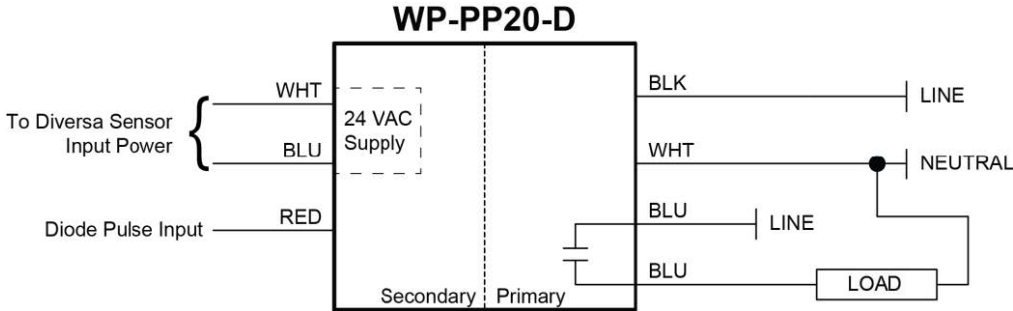 WP-PP20-D
WHT
To Diversa Sensor
Input Power
24 VAC
Supply
BLU
RED
Diode Pulse Input
Secondary
Primary
BLK
LINE
WHT
NEUTRAL
BLU
LINE
BLU
LOAD